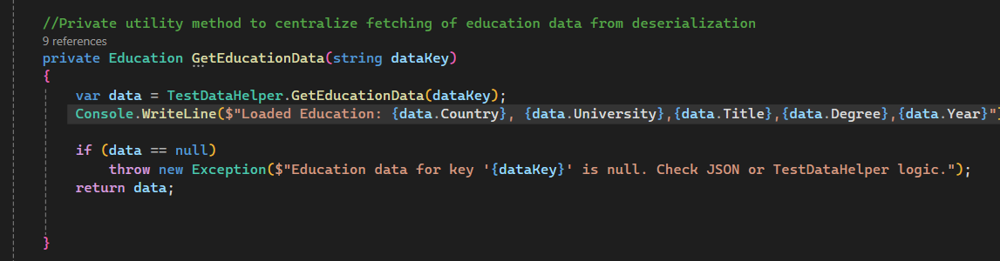 //Private utility method to centralize fetching of education data from deserialization
9 references
private Education GetEducationData(string dataKey)
{
var data = TestDataHelper.GetEducationData(dataKey);
Console.WriteLine($"Loaded Education: {data.Country}, {data.University},{data.Title},{data.Degree},{data.Year}")
if (data == null)
throw new Exception($"Education data for key '{dataKey}' is null. Check JSON or TestDataHelper logic.");
return data;
}